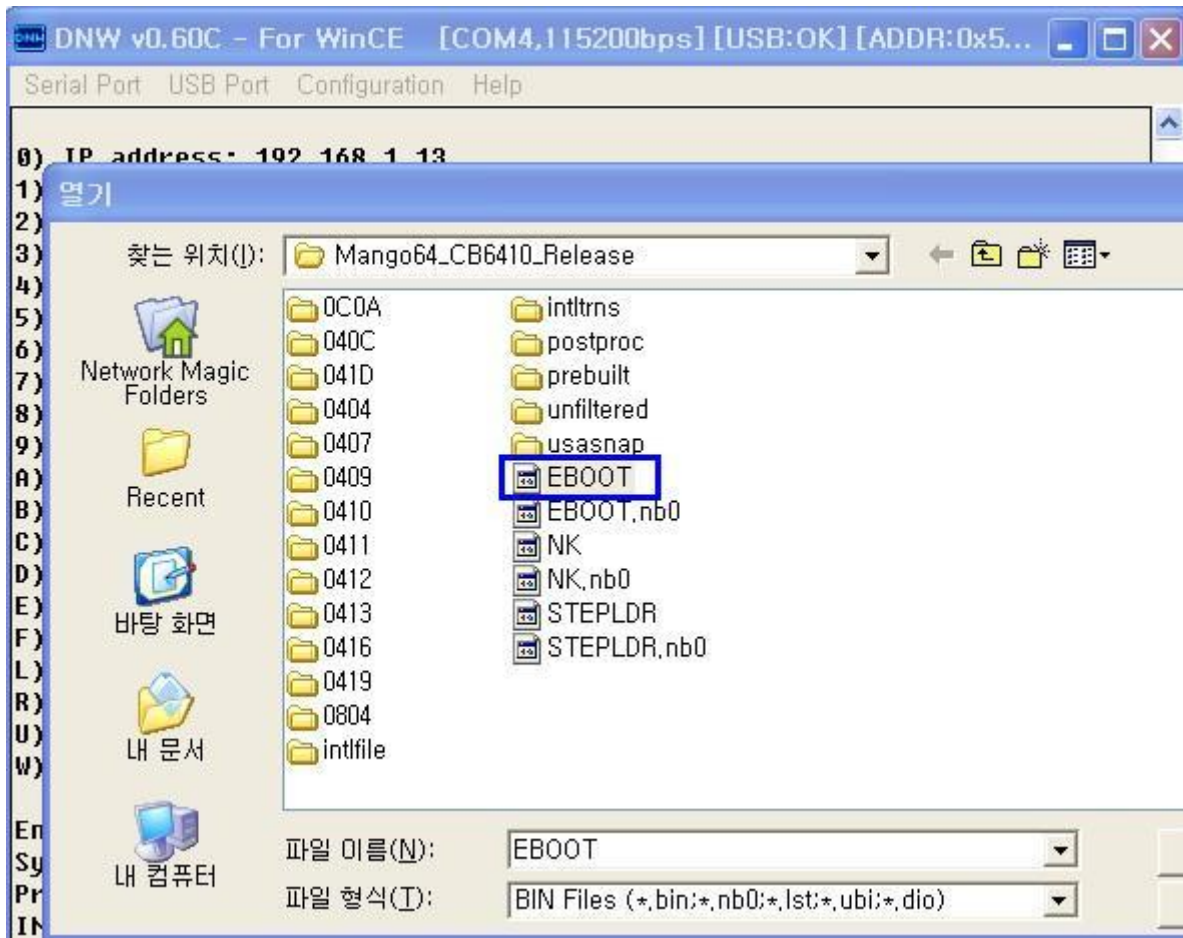 DNW v0.60C - For WinCE [COM4,115200bps][USB:OK][ADDR:0x5...
Serial Port USB Port Configuration Help
0) IP address: 192.168.1.13
1)
2)
3)
4)
5)
6)
7)
8)
9)
A)
B)
C)
D)
E)
F)
L)
R)
U)
W)
En
Sy
Pr
IN
열기
찾는 위치(I): Mango64_CB6410_Release
Network Magic
Folders
Recent
바탕 화면
내 문서
내 컴퓨터
0C0A
040C
041D
0404
0407
0409
0410
0411
0412
0413
0416
0419
0804
intlfile
intltrns
postproc
prebuilt
unfiltered
usasnap
EBOOT
EBOOT.nb0
NK
NK.nb0
STEPLDR
STEPLDR.nb0
파일 이름(N): EBOOT
파일 형식(T): BIN Files (*.bin;*.nb0;*.lst;*.ubi;*.dio)